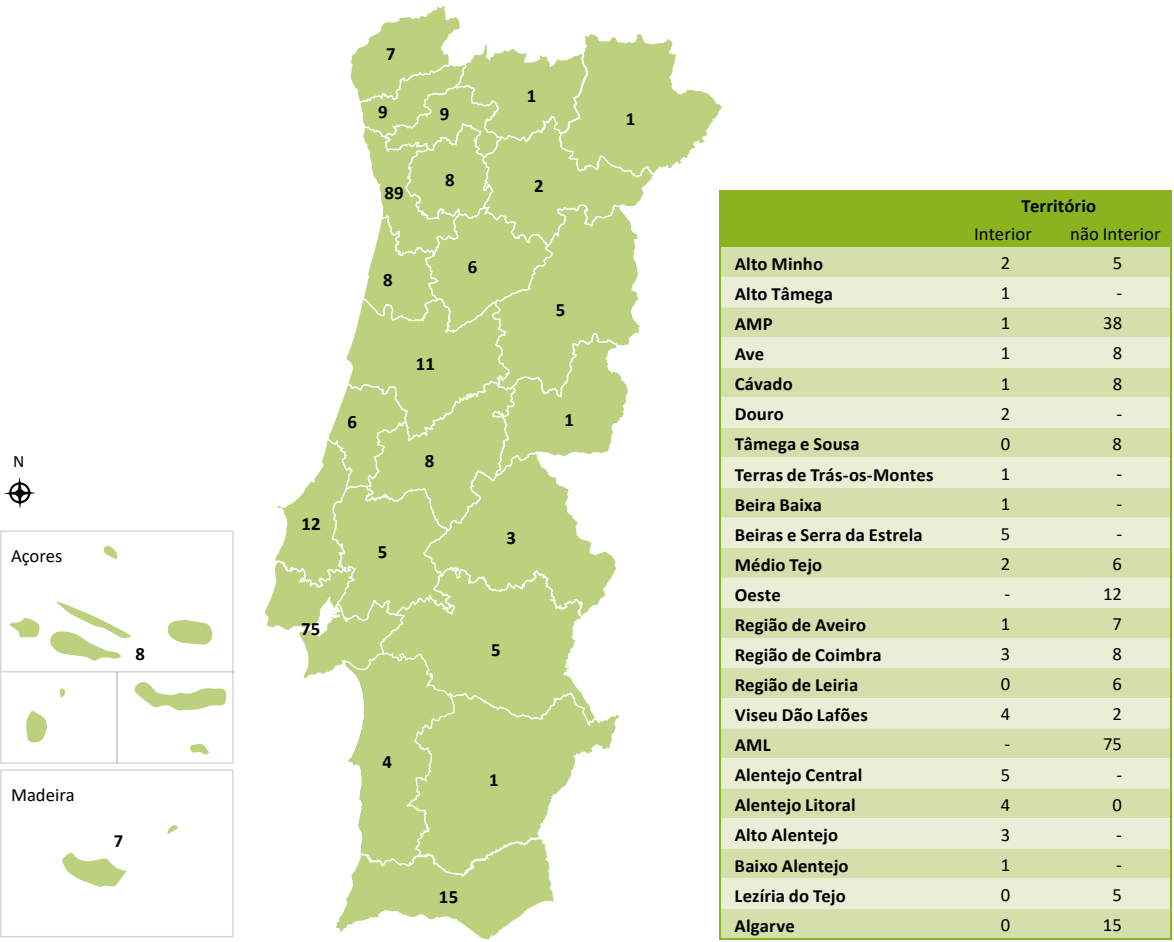 7
1
1
9
9
8
2
89
6
8
5
11
1
6
8
12
5
3
75
5
4
1
15
N
Açores
8
Madeira
7
Território
Interior não Interior
Alto Minho 2 5
Alto Tâmega 1 -
AMP 1 38
Ave 1 8
Cávado 1 8
Douro 2 -
Tâmega e Sousa 0 8
Terras de Trás-os-Montes 1 -
Beira Baixa 1 -
Beiras e Serra da Estrela 5 -
Médio Tejo 2 6
Oeste - 12
Região de Aveiro 1 7
Região de Coimbra 3 8
Região de Leiria 0 6
Viseu Dão Lafões 4 2
AML - 75
Alentejo Central 5 -
Alentejo Litoral 4 0
Alto Alentejo 3 -
Baixo Alentejo 1 -
Lezíria do Tejo 0 5
Algarve 0 15